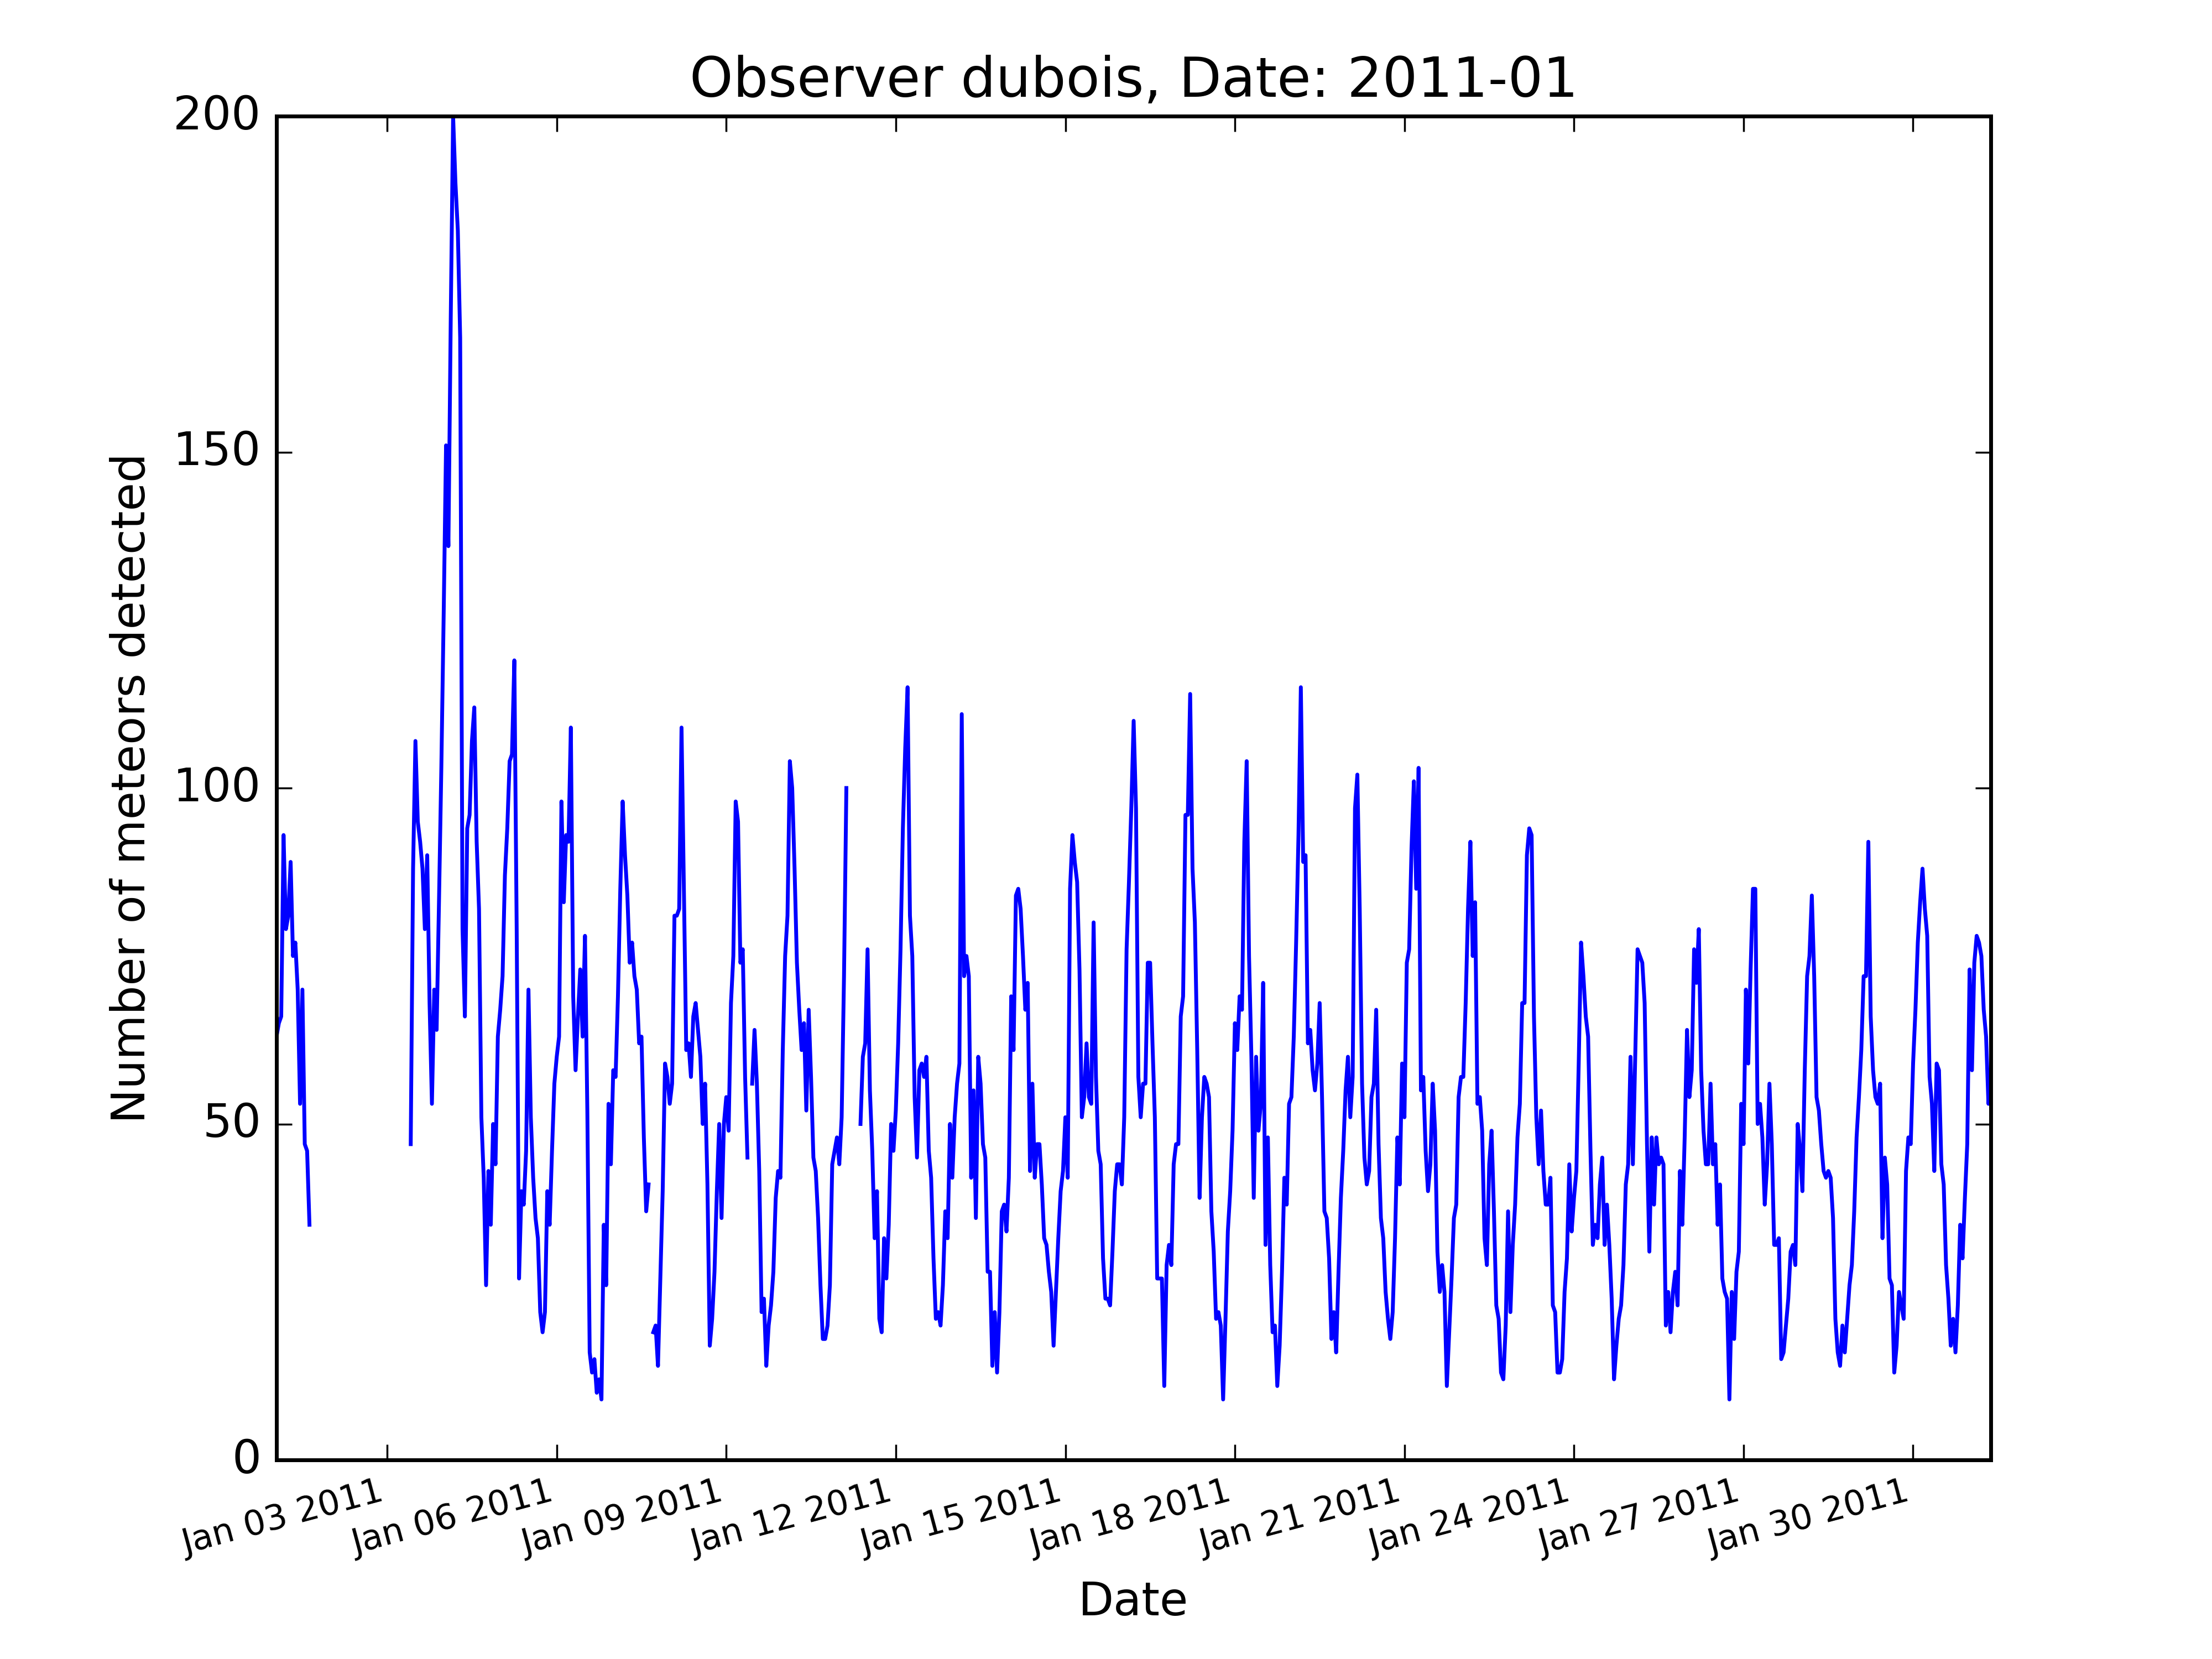 Observer dubois, Date: 2011-01
200
150
100
50
0
Number of meteors detected
Jan 03 2011
Jan 06 2011
Jan 09 2011
Jan 12 2011
Jan 15 2011
Jan 18 2011
Jan 21 2011
Jan 24 2011
Jan 27 2011
Jan 30 2011
Date